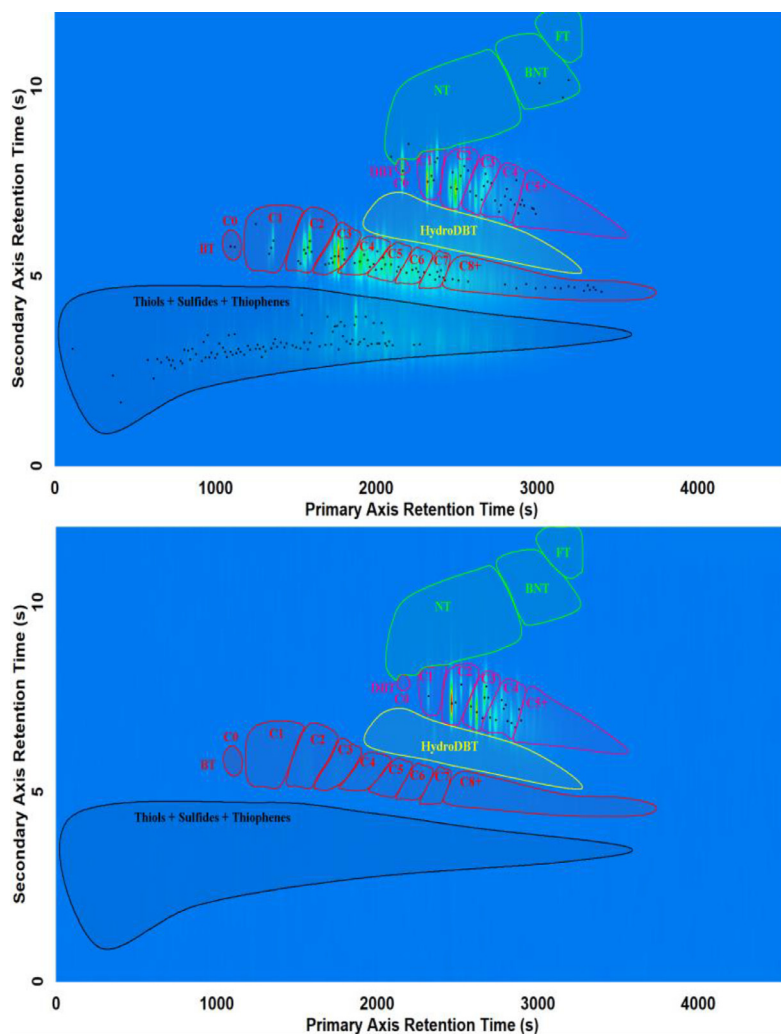 FT
BNT
NT
10
C1
C2
C3
DBT
C4
C0
C5+
C0
C1
C2
C3
HydroDBT
BT
C4
C5
C6
C7
C8+
5
Thiols + Sulfides + Thiophenes
Secondary Axis Retention Time (s)
0
0 1000 2000 3000 4000
Primary Axis Retention Time (s)
FT
BNT
10
NT
C1
C2
C3
DBT
C4
C0
C5+
C0
C1
C2
C3
HydroDBT
BT
C4
C5
C6
C7
C8+
5
Thiols + Sulfides + Thiophenes
Secondary Axis Retention Time (s)
0
0 1000 2000 3000 4000
Primary Axis Retention Time (s)